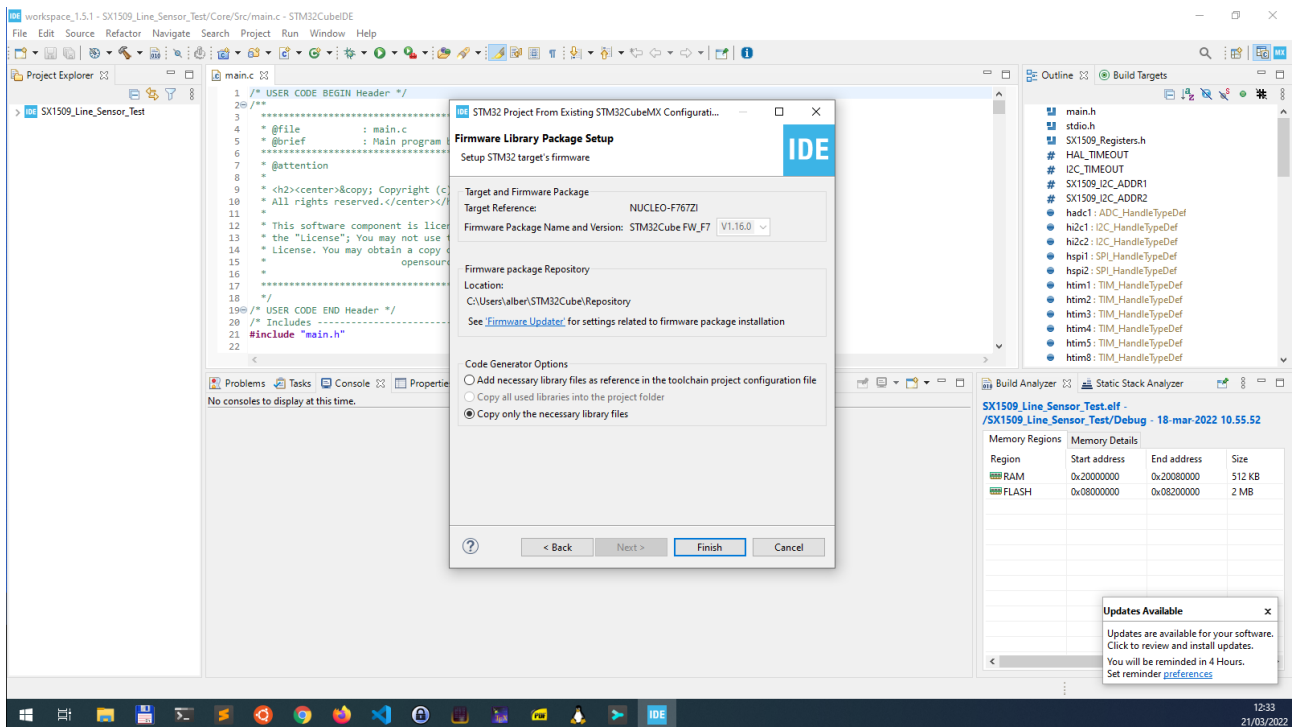 IDE workspace_1.5.1 - SX1509_Line_Sensor_Test/Core/Src/main.c - STM32CubeIDE
File Edit Source Refactor Navigate Search Project Run Window Help
Project Explorer
SX1509_Line_Sensor_Test
main.c
1 /* USER CODE BEGIN Header */
2 /**
3 ************************************
4 * @file : main.c
5 * @brief : Main program
6 ************************************
7 * @attention
8 *
9 * <h2><center>&copy; Copyright (c)
10 * All rights reserved.</center></
11 *
12 * This software component is
13 * the "License"; You may not use
14 * License. You may obtain a copy
15 *
16 *
17 ************************************
18 */
19 /* USER CODE END Header */
20 /* Includes ----------------------
21 #include "main.h"
22
IDE STM32 Project From Existing STM32CubeMX Configurati...
Firmware Library Package Setup
Setup STM32 target's firmware
IDE
Target and Firmware Package
Target Reference: NUCLEO-F767ZI
Firmware Package Name and Version: STM32Cube FW_F7 V1.16.0
Firmware package Repository
Location:
C:\Users\alber\STM32Cube\Repository
See 'Firmware Updater' for settings related to firmware package installation
Code Generator Options
Add necessary library files as reference in the toolchain project configuration file
Copy all used libraries into the project folder
Copy only the necessary library files
< Back Next > Finish Cancel
Outline Build Targets
main.h
stdio.h
SX1509_Registers.h
HAL_TIMEOUT
I2C_TIMEOUT
SX1509_I2C_ADDR1
SX1509_I2C_ADDR2
hadc1 : ADC_HandleTypeDef
hi2c1 : I2C_HandleTypeDef
hi2c2 : I2C_HandleTypeDef
hspi1 : SPI_HandleTypeDef
hspi2 : SPI_HandleTypeDef
htim1 : TIM_HandleTypeDef
htim2 : TIM_HandleTypeDef
htim3 : TIM_HandleTypeDef
htim4 : TIM_HandleTypeDef
htim5 : TIM_HandleTypeDef
htim8 : TIM_HandleTypeDef
Problems Tasks Console Propertie
No consoles to display at this time.
Build Analyzer Static Stack Analyzer
SX1509_Line_Sensor_Test.elf -
/SX1509_Line_Sensor_Test/Debug - 18-mar-2022 10.55.52
Memory Regions Memory Details
Region Start address End address Size
RAM 0x20000000 0x20080000 512 KB
FLASH 0x08000000 0x08200000 2 MB
Updates Available x
Updates are available for your software.
Click to review and install updates.
You will be reminded in 4 Hours.
Set reminder preferences
IDE
12:33
21/03/2022